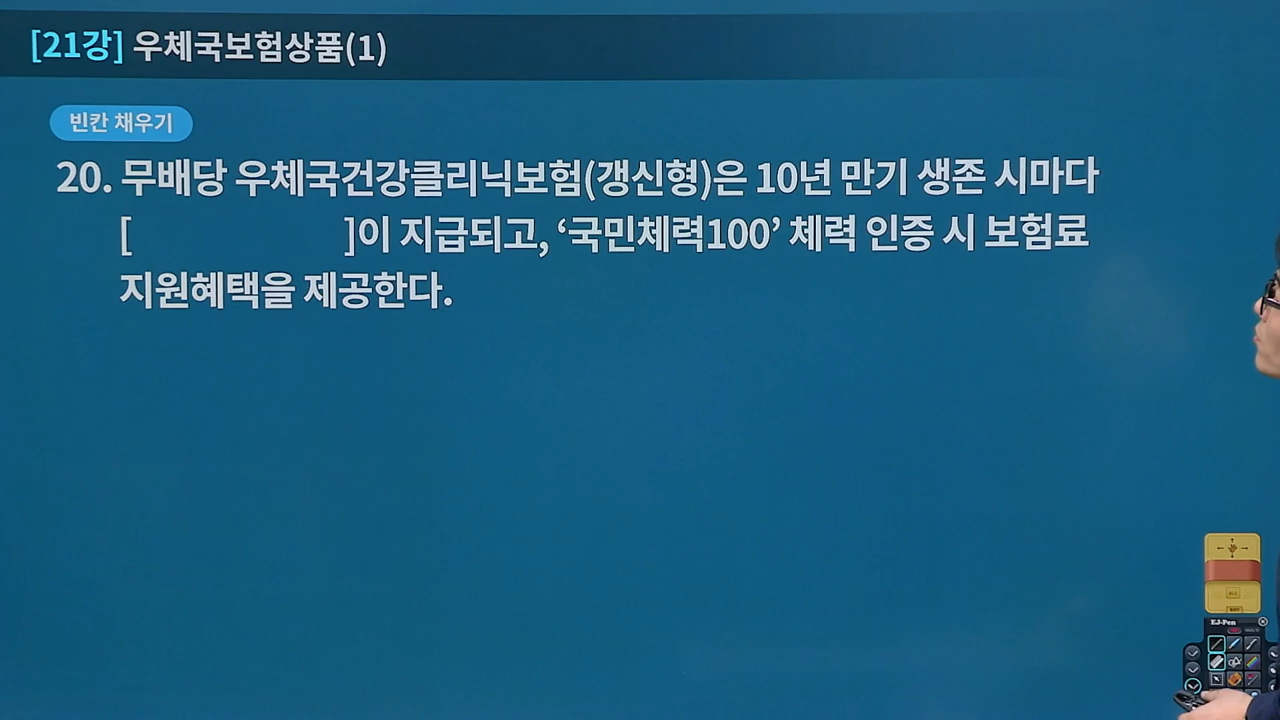 [21강] 우체국보험상품(1)
빈칸 채우기
20. 무배당 우체국건강클리닉보험(갱신형)은 10년 만기 생존 시마다
[ ]이 지급되고, ‘국민체력100’ 체력 인증 시 보험료
지원혜택을 제공한다.
EJ-Pen